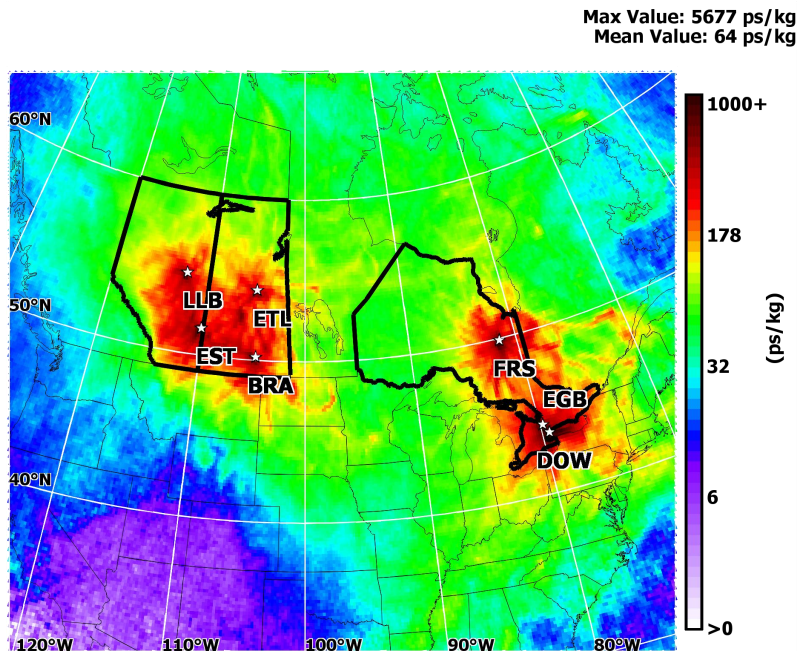 Max Value: 5677 ps/kg
Mean Value: 64 ps/kg
1000+
60°N
178
LLB
50°N
ETL
(ps/kg)
EST
32
FRS
BRA
EGB
DOW
40°N
6
>0
120°W
110°W
100°W
90°W
80°W